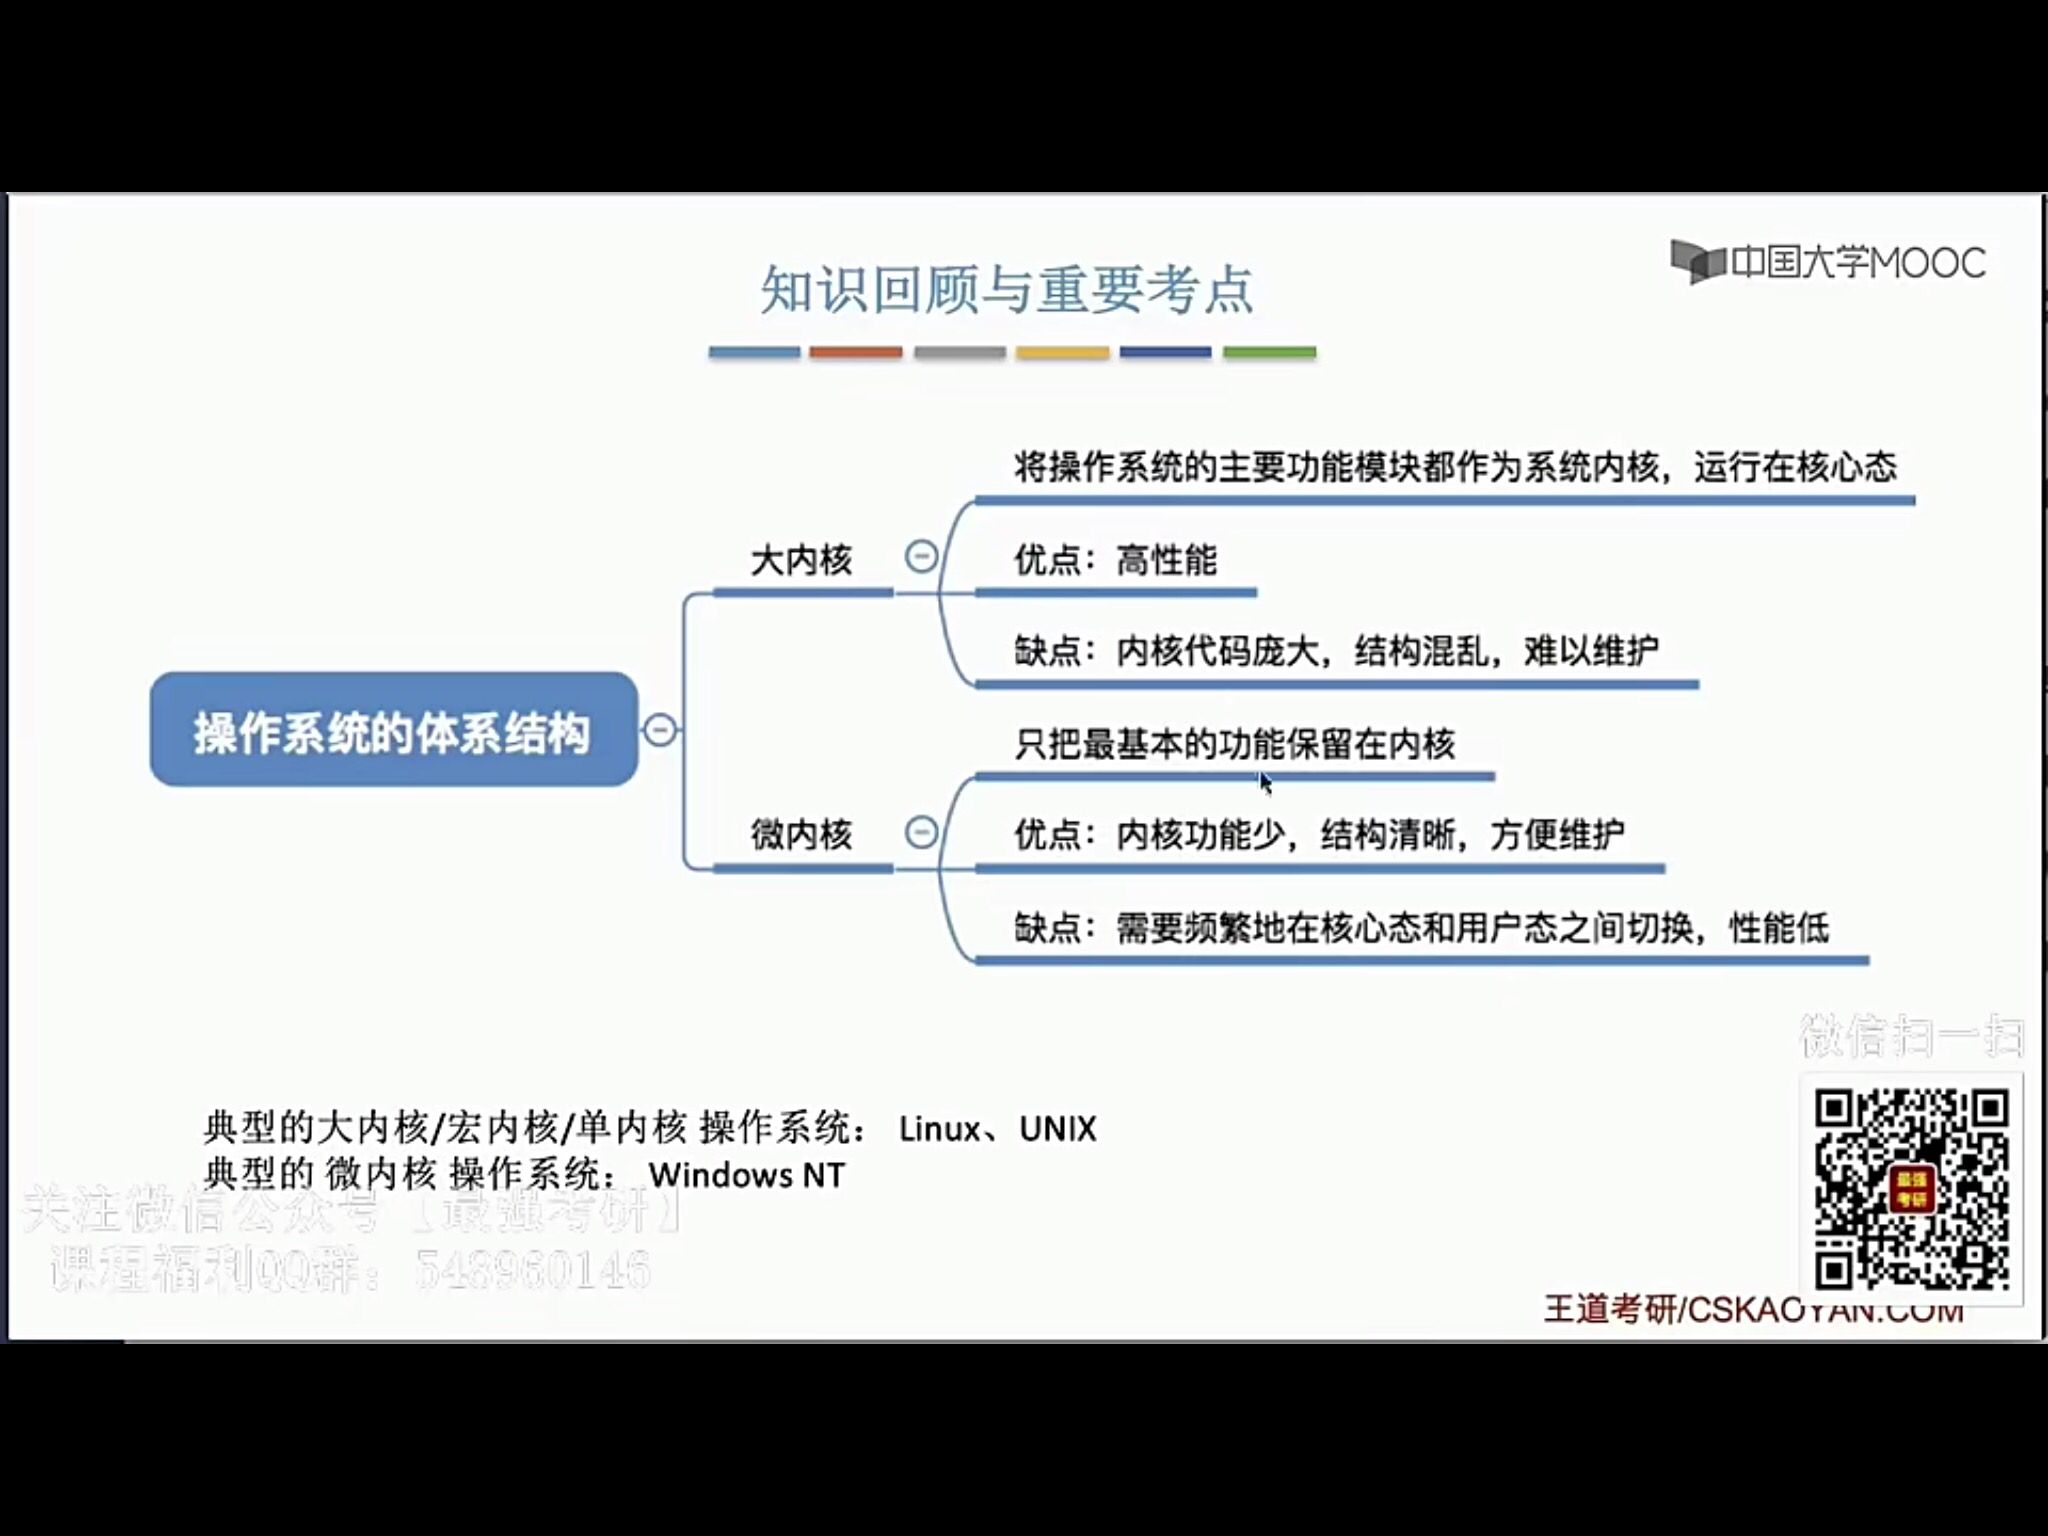 中国大学MOOC
知识回顾与重要考点
将操作系统的主要功能模块都作为系统内核，运行在核心态
大内核
优点：高性能
缺点：内核代码庞大，结构混乱，难以维护
操作系统的体系结构
只把最基本的功能保留在内核
微内核
优点：内核功能少，结构清晰，方便维护
缺点：需要频繁地在核心态和用户态之间切换，性能低
微信扫一扫
典型的大内核/宏内核/单内核 操作系统： Linux、UNIX
典型的 微内核 操作系统： Windows NT
最强
考研
关注微信公众号【最强考研】
课程福利QQ群：548960146
王道考研/CSKAOYAN.COM